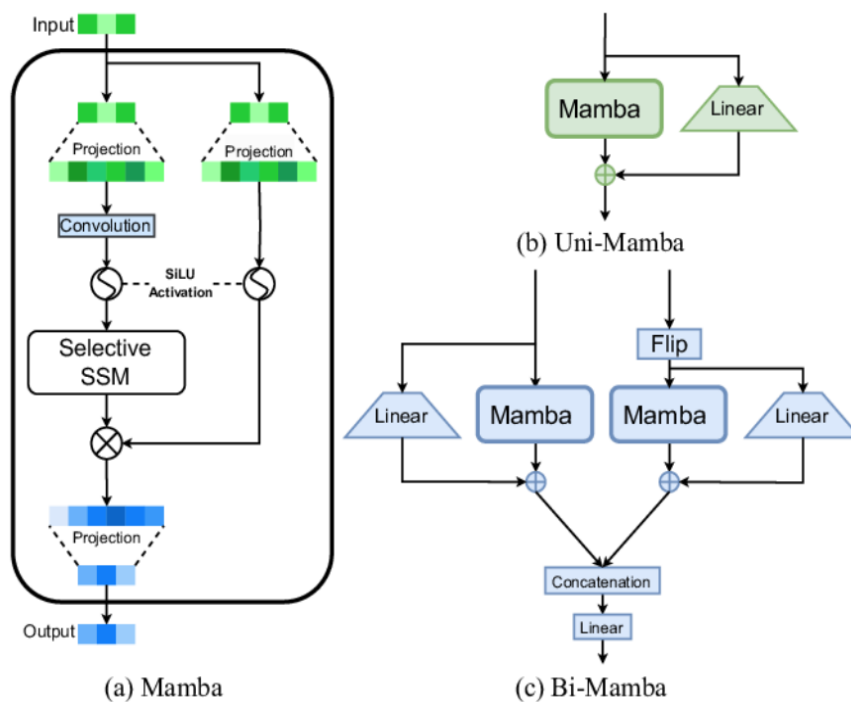 Input
Projection
Projection
Convolution
SiLU
Activation
Selective
SSM
Projection
Output
(a) Mamba
Mamba
Linear
(b) Uni-Mamba
Flip
Linear
Mamba
Mamba
Linear
Concatenation
Linear
(c) Bi-Mamba